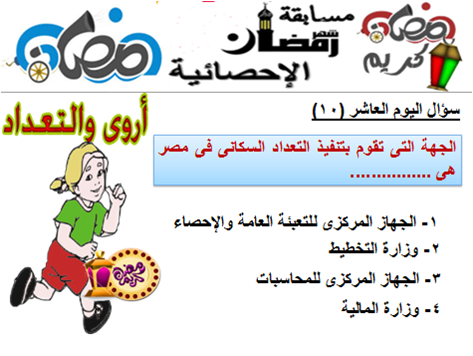 مسابقة
شهر
رمضان
الإحصائية
رمضان
كريم
رمضان
سؤال اليوم العاشر (١٠)
أروى والتعداد
الجهة التى تقوم بتنفيذ التعداد السكانى فى مصر
هى ................
١- الجهاز المركزى للتعبئة العامة والإحصاء
٢- وزارة التخطيط
٣- الجهاز المركزى للمحاسبات
٤- وزارة المالية